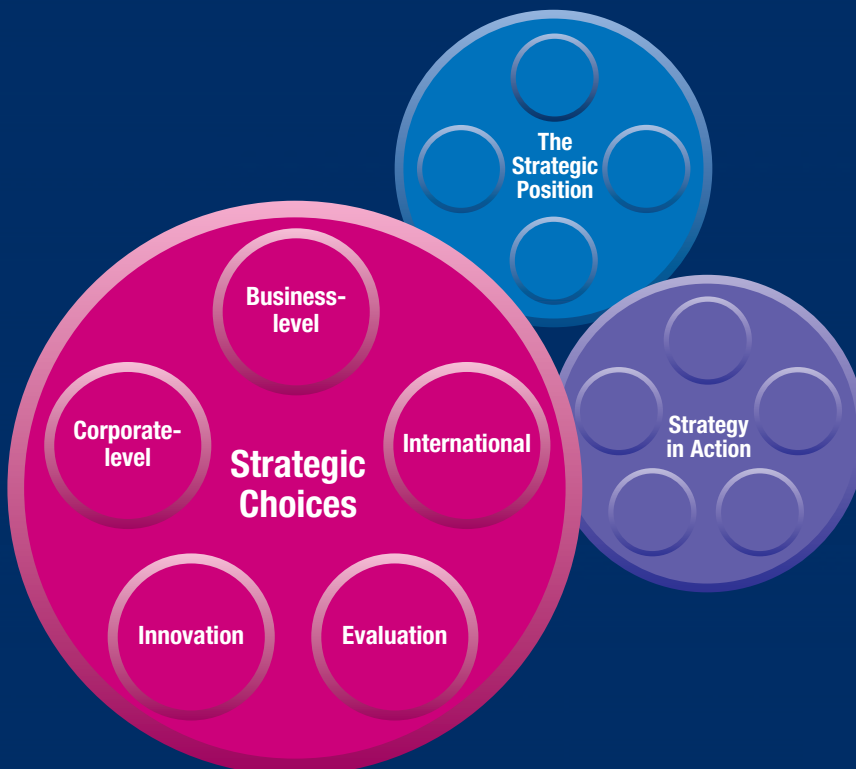 The
Strategic
Position
Business-
level
Corporate-
level
International
Strategic
Choices
Strategy
in Action
Innovation
Evaluation